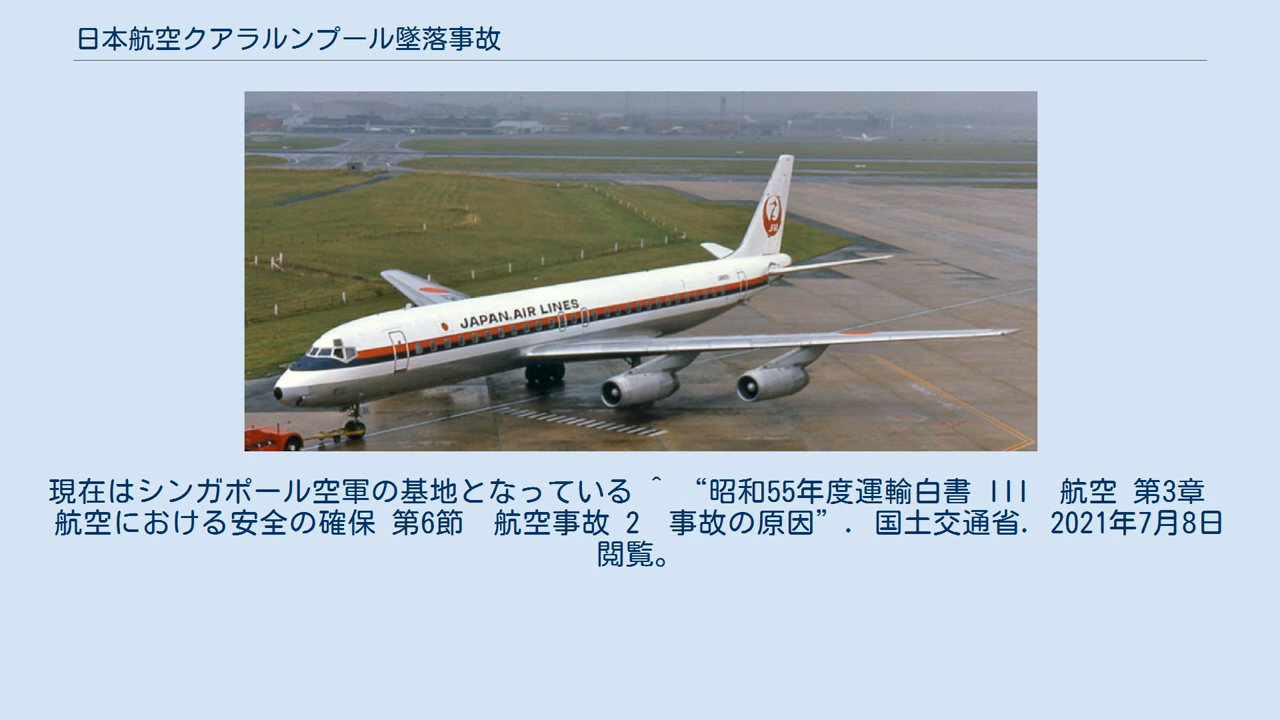 日本航空クアラルンプール墜落事故
JAPAN AIR LINES
JAL
現在はシンガポール空軍の基地となっている ^ “昭和55年度運輸白書 III　航空 第3章
航空における安全の確保 第6節　航空事故 2　事故の原因”. 国土交通省. 2021年7月8日
閲覧。